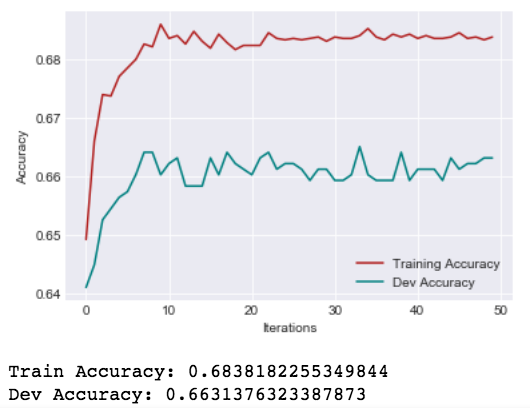 0.68
0.67
0.66
0.65
0.64
Accuracy
0 10 20 30 40 50
Iterations
Training Accuracy
Dev Accuracy
Train Accuracy: 0.6838182255349844
Dev Accuracy: 0.6631376323387873